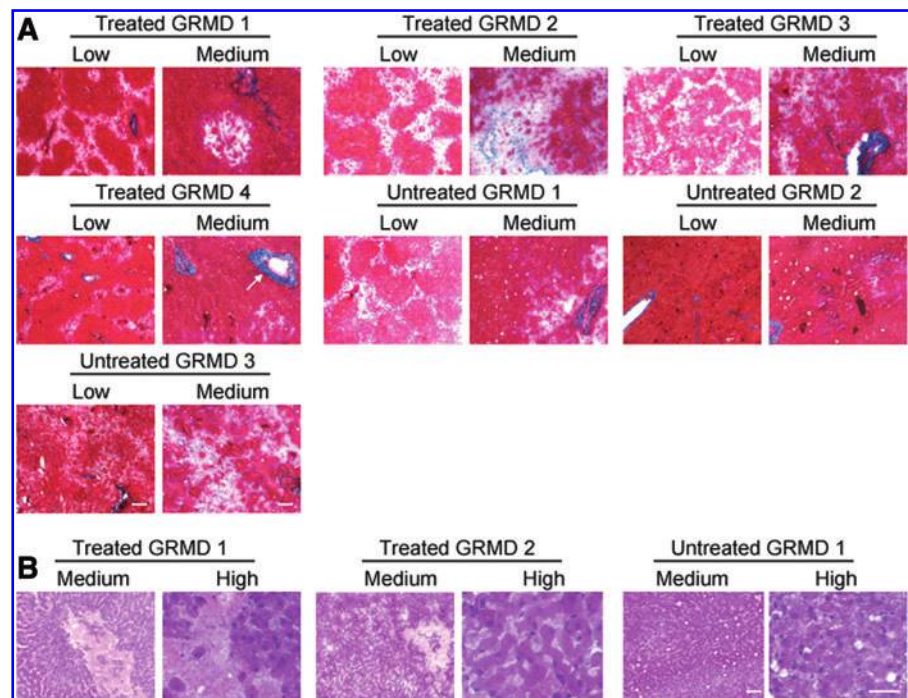 A
Treated GRMD 1 Treated GRMD 2 Treated GRMD 3
Low Medium Low Medium Low Medium
Treated GRMD 4 Untreated GRMD 1 Untreated GRMD 2
Low Medium Low Medium Low Medium
Untreated GRMD 3
Low Medium
B
Treated GRMD 1 Treated GRMD 2 Untreated GRMD 1
Medium High Medium High Medium High